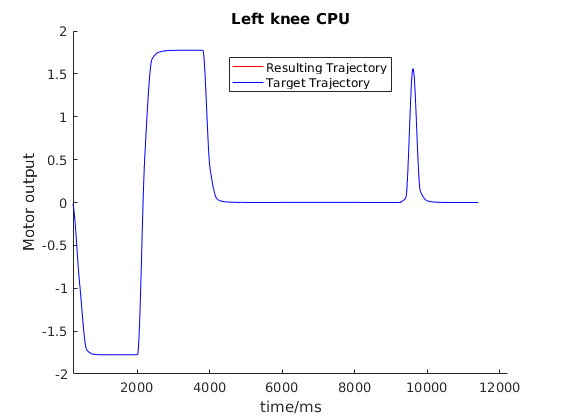 Left knee CPU
Resulting Trajectory
Target Trajectory
Motor output
2
1.5
1
0.5
0
-0.5
-1
-1.5
-2
2000 4000 6000 8000 10000 12000
time/ms